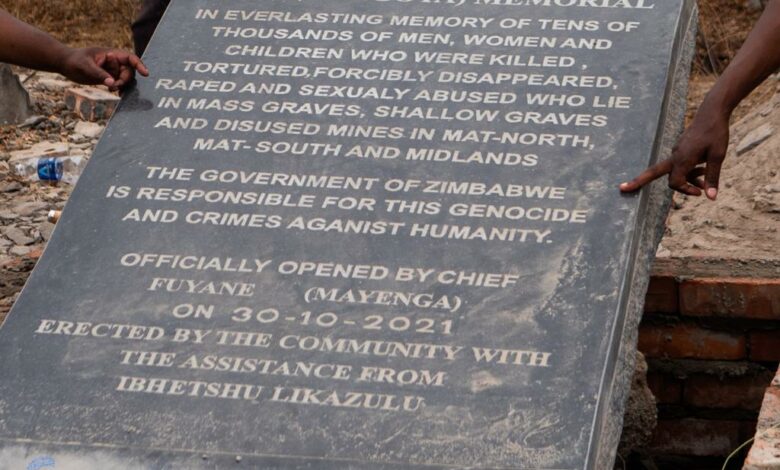 MEMORIAL
IN EVERLASTING MEMORY OF TENS OF
THOUSANDS OF MEN, WOMEN AND
CHILDREN WHO WERE KILLED ,
TORTURED,FORCIBLY DISAPPEARED,
RAPED AND SEXUALY ABUSED WHO LIE
IN MASS GRAVES, SHALLOW GRAVES
AND DISUSED MINES IN MAT-NORTH,
MAT- SOUTH AND MIDLANDS
THE GOVERNMENT OF ZIMBABWE
IS RESPONSIBLE FOR THIS GENOCIDE
AND CRIMES AGANIST HUMANITY.
OFFICIALLY OPENED BY CHIEF
FUYANE (MAYENGA)
ON 30-10-2021
ERECTED BY THE COMMUNITY WITH
THE ASSISTANCE FROM
IBHETSHU LIKAZULU